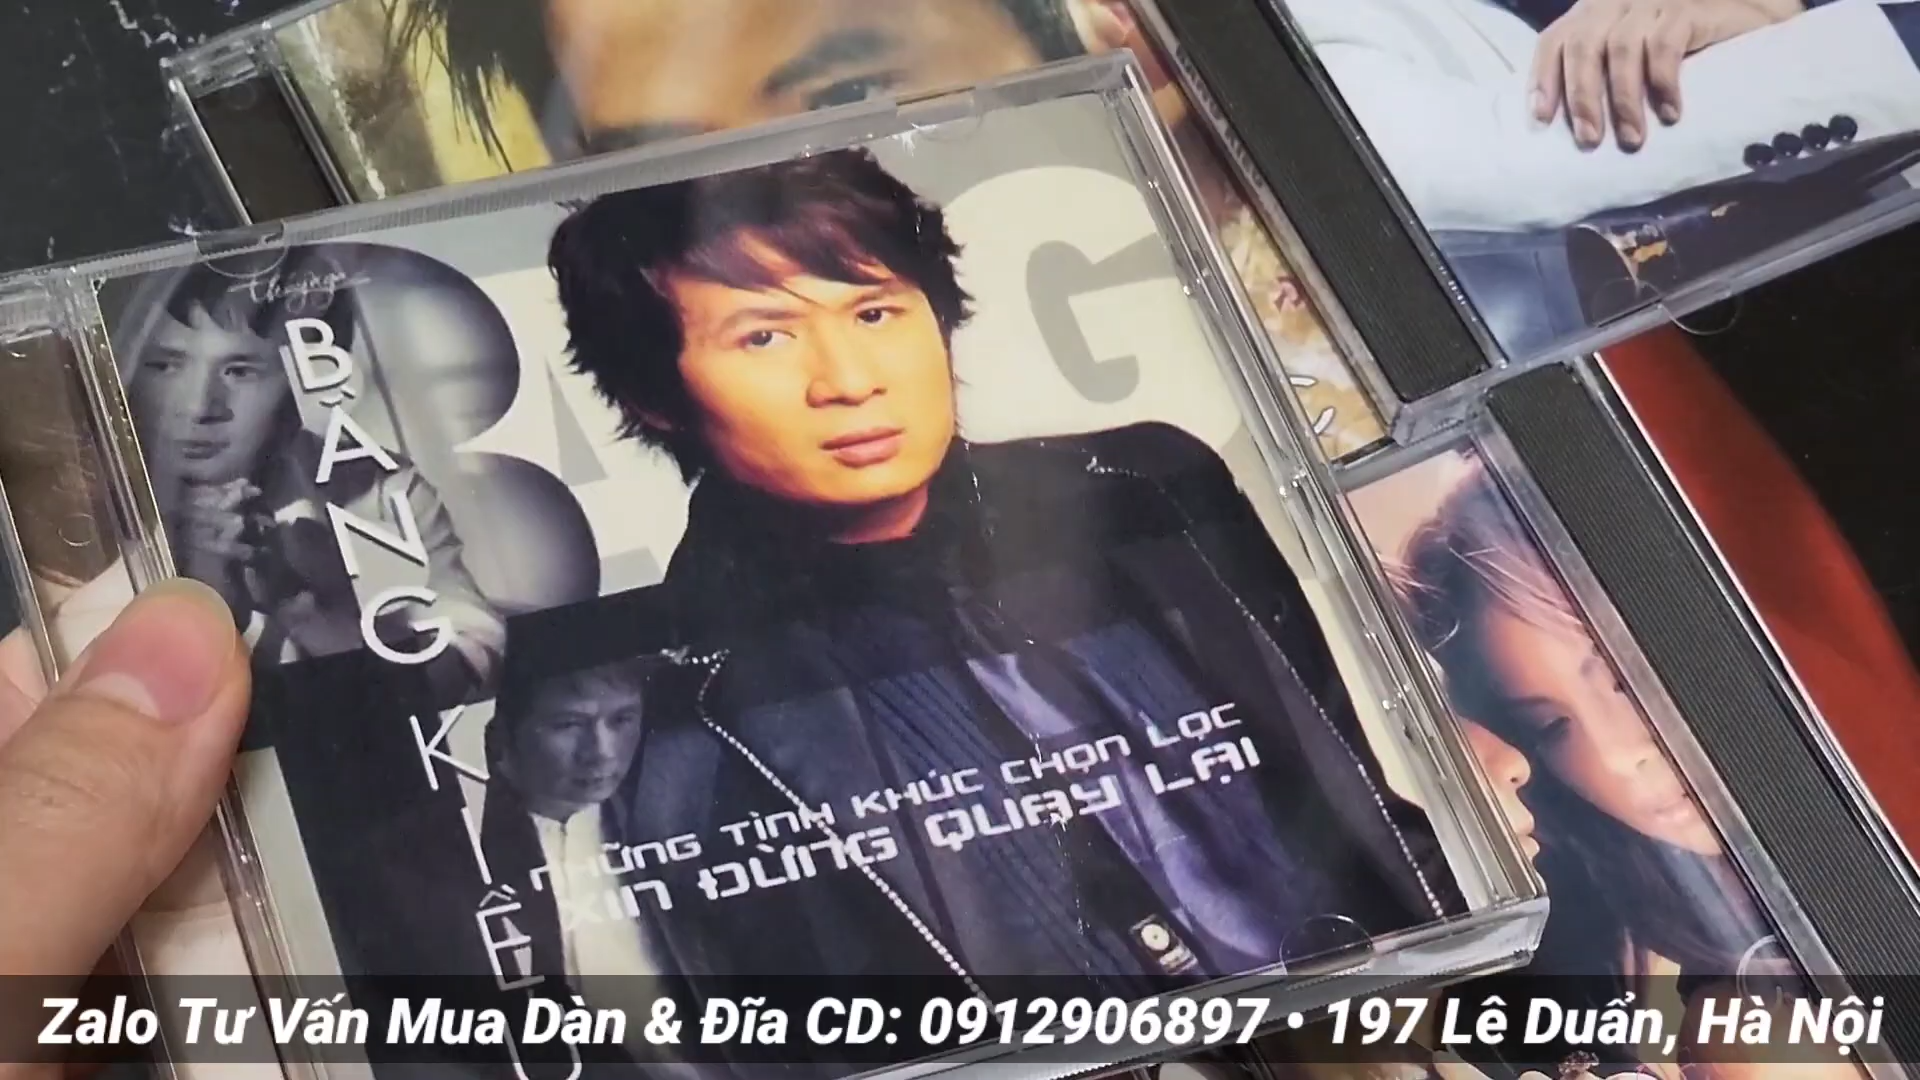 BẰNG KIỀU
BANG
NHỮNG TÌNH KHÚC CHỌN LỌC
XIN ĐỪNG QUAY LẠI
Zalo Tư Vấn Mua Dàn & Đĩa CD: 0912906897 • 197 Lê Duẩn, Hà Nội